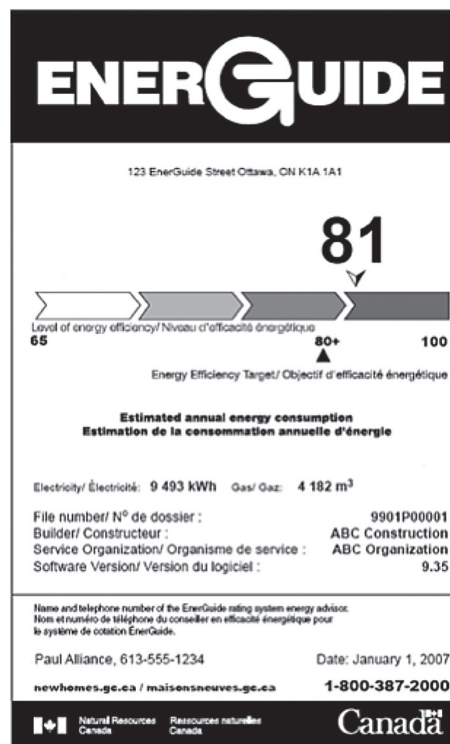 ENERGUIDE
123 EnerGuide Street Ottawa, ON K1A 1A1
81
Level of energy efficiency/ Niveau d'efficacité énergétique
65 80+ 100
Energy Efficiency Target/ Objectif d'efficacité énergétique
Estimated annual energy consumption
Estimation de la consommation annuelle d'énergie
Electricity/ Électricité: 9 493 kWh Gas/ Gaz: 4 182 m³
File number/ Nº de dossier : 9901P00001
Builder/ Constructeur : ABC Construction
Service Organization/ Organisme de service : ABC Organization
Software Version/ Version du logiciel : 9.35
Name and telephone number of the EnerGuide rating system energy advisor.
Nom et numéro de téléphone du conseiller en efficacité énergétique pour
le système de cotation ÉnerGuide.
Paul Alliance, 613-555-1234 Date: January 1, 2007
newhomes.gc.ca / maisonsneuves.gc.ca 1-800-387-2000
Natural Resources Ressources naturelles
Canada Canada
Canada